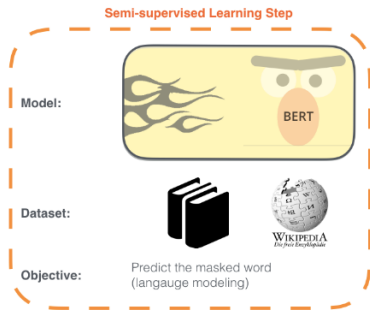 Semi-supervised Learning Step
Model:
BERT
Dataset:
WIKIPEDIA
Die freie Enzyklopädie
Objective:
Predict the masked word
(langauge modeling)